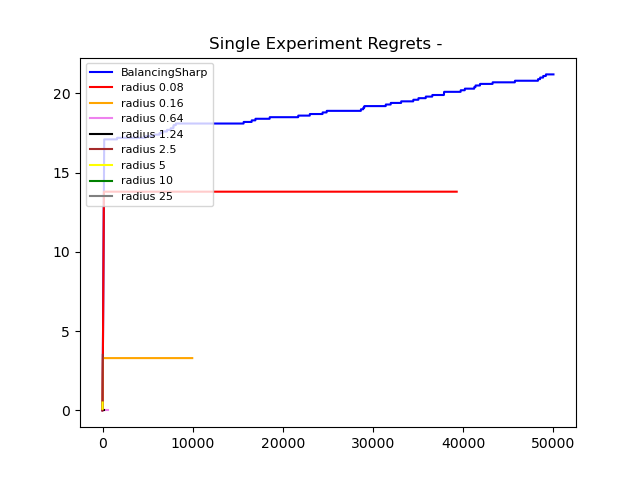 Single Experiment Regrets -
BalancingSharp
radius 0.08
radius 0.16
radius 0.64
radius 1.24
radius 2.5
radius 5
radius 10
radius 25
20
15
10
5
0
0 10000 20000 30000 40000 50000